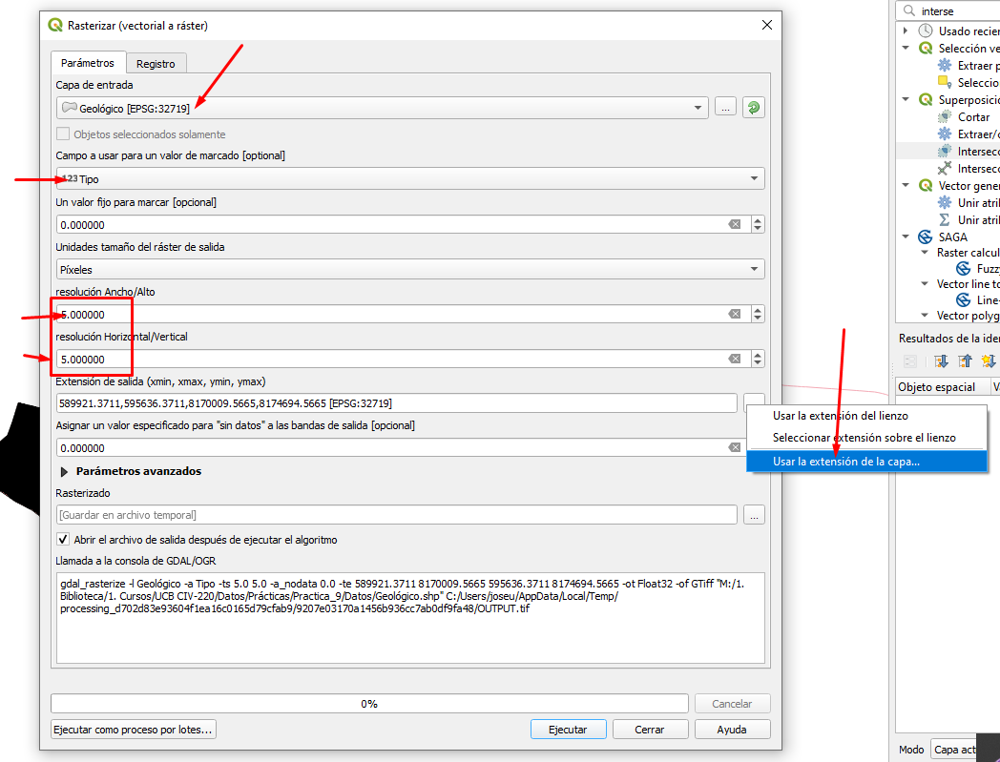 Rasterizar (vectorial a ráster)
Parámetros
Registro
Capa de entrada
Geológico [EPSG:32719]
...
Objetos seleccionados solamente
Campo a usar para un valor de marcado [optional]
123 Tipo
Un valor fijo para marcar [opcional]
0.000000
Unidades tamaño del ráster de salida
Píxeles
resolución Ancho/Alto
5.000000
resolución Horizontal/Vertical
5.000000
Extensión de salida (xmin, xmax, ymin, ymax)
589921.3711,595636.3711,8170009.5665,8174694.5665 [EPSG:32719]
Asignar un valor especificado para "sin datos" a las bandas de salida [opcional]
0.000000
Parámetros avanzados
Rasterizado
[Guardar en archivo temporal]
...
Abrir el archivo de salida después de ejecutar el algoritmo
Llamada a la consola de GDAL/OGR
gdal_rasterize -l Geológico -a Tipo -ts 5.0 5.0 -a_nodata 0.0 -te 589921.3711 8170009.5665 595636.3711 8174694.5665 -ot Float32 -of GTiff "M:/1.
Biblioteca/1. Cursos/UCB CIV-220/Datos/Prácticas/Practica_9/Datos/Geológico.shp" C:/Users/joseu/AppData/Local/Temp/
processing_d702d83e93604f1ea16c0165d79cfab9/9207e03170a1456b936cc7ab0df9fa48/OUTPUT.tif
0%
Cancelar
Ejecutar como proceso por lotes...
Ejecutar
Cerrar
Ayuda
Usar la extensión del lienzo
Seleccionar extensión sobre el lienzo
Usar la extensión de la capa...
interse
Usado recien
Selección ve
Extraer p
Seleccio
Superposició
Cortar
Extraer/c
Intersecc
Intersecc
Vector gener
Unir atrib
Unir atrib
SAGA
Raster calcul
Fuzzy
Vector line to
Line-
Vector polyg
Resultados de la iden
Objeto espacial
V
Modo
Capa act